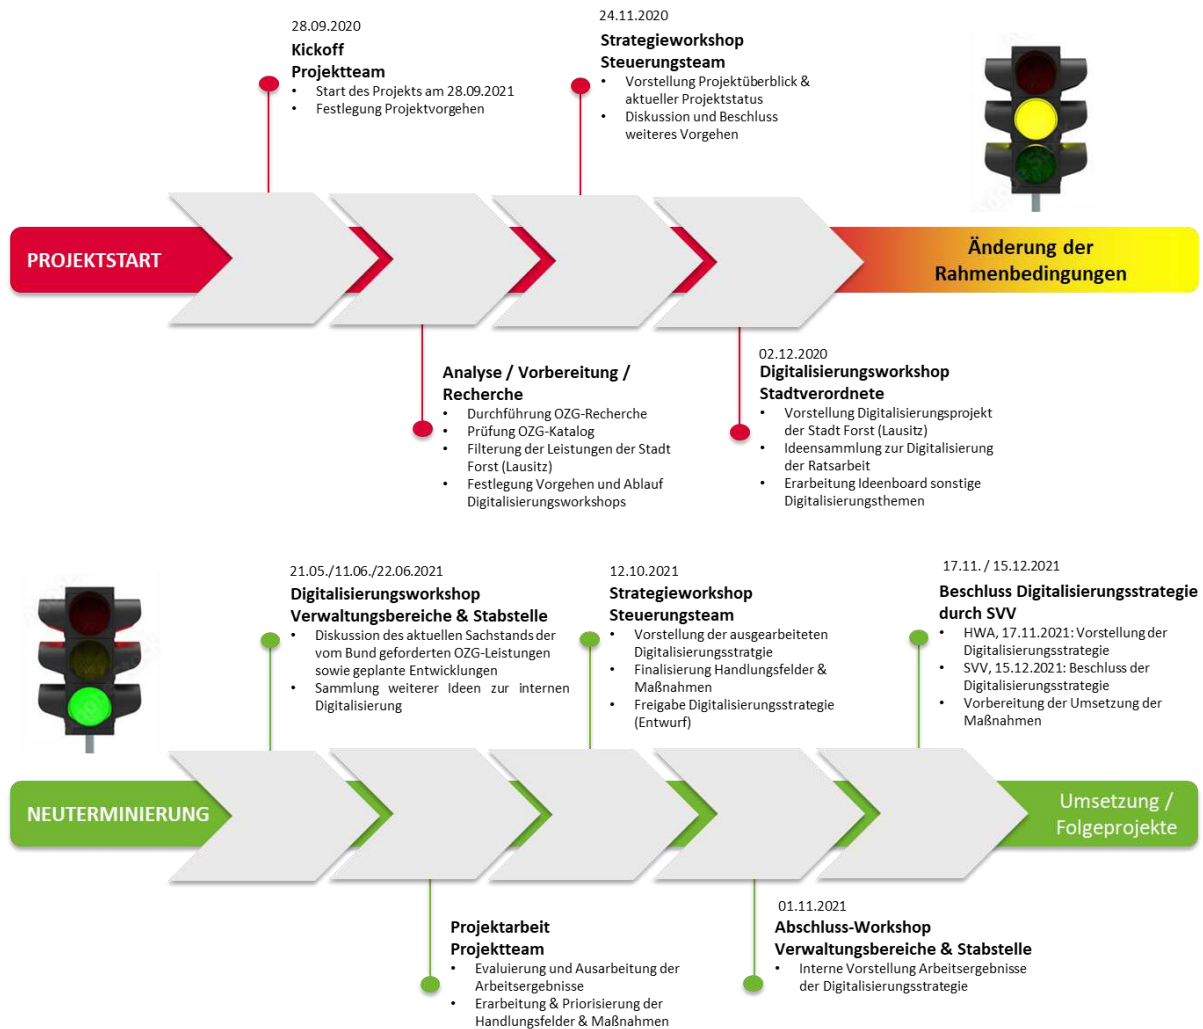 28.09.2020
Kickoff
Projektteam
• Start des Projekts am 28.09.2021
• Festlegung Projektvorgehen
24.11.2020
Strategieworkshop
Steuerungsteam
• Vorstellung Projektüberblick &
aktueller Projektstatus
• Diskussion und Beschluss
weiteres Vorgehen
PROJEKTSTART
Änderung der
Rahmenbedingungen
Analyse / Vorbereitung /
Recherche
• Durchführung OZG-Recherche
• Prüfung OZG-Katalog
• Filterung der Leistungen der Stadt
Forst (Lausitz)
• Festlegung Vorgehen und Ablauf
Digitalisierungsworkshops
02.12.2020
Digitalisierungsworkshop
Stadtverordnete
• Vorstellung Digitalisierungsprojekt
der Stadt Forst (Lausitz)
• Ideensammlung zur Digitalisierung
der Ratsarbeit
• Erarbeitung Ideenboard sonstige
Digitalisierungsthemen
21.05./11.06./22.06.2021
Digitalisierungsworkshop
Verwaltungsbereiche & Stabstelle
• Diskussion des aktuellen Sachstands der
vom Bund geforderten OZG-Leistungen
sowie geplante Entwicklungen
• Sammlung weiterer Ideen zur internen
Digitalisierung
12.10.2021
Strategieworkshop
Steuerungsteam
• Vorstellung der ausgearbeiteten
Digitalisierungsstratgie
• Finalisierung Handlungsfelder &
Maßnahmen
• Freigabe Digitalisierungsstrategie
(Entwurf)
17.11. / 15.12.2021
Beschluss Digitalisierungsstrategie
durch SVV
• HWA, 17.11.2021: Vorstellung der
Digitalisierungsstrategie
• SVV, 15.12.2021: Beschluss der
Digitalisierungsstrategie
• Vorbereitung der Umsetzung der
Maßnahmen
NEUTERMINIERUNG
Umsetzung /
Folgeprojekte
Projektarbeit
Projektteam
• Evaluierung und Ausarbeitung der
Arbeitsergebnisse
• Erarbeitung & Priorisierung der
Handlungsfelder & Maßnahmen
01.11.2021
Abschluss-Workshop
Verwaltungsbereiche & Stabstelle
• Interne Vorstellung Arbeitsergebnisse
der Digitalisierungsstrategie